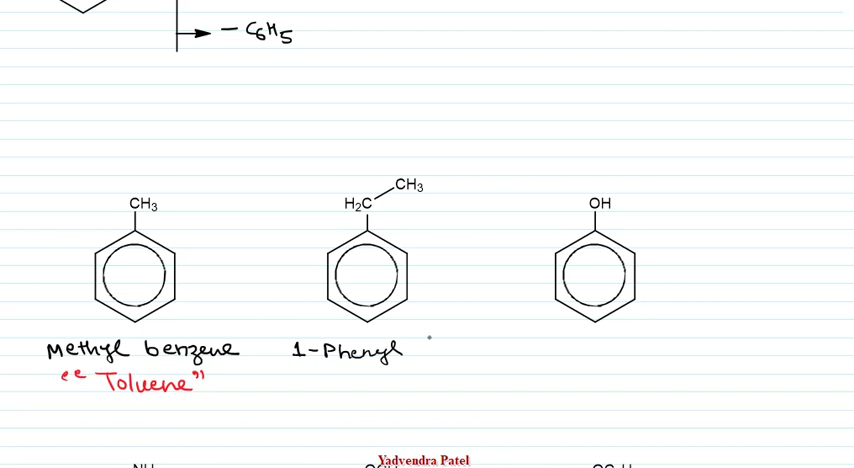 - C6H5
CH3
H2C
CH3
OH
Methyl benzene
1-Phenyl
"Toluene"
Yadvendra Patel